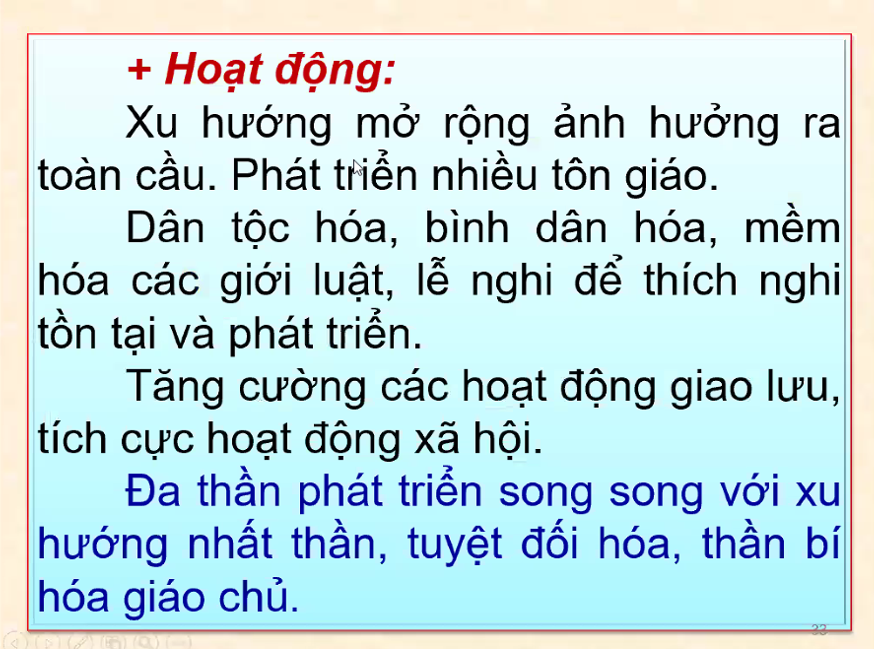 + Hoạt động:
Xu hướng mở rộng ảnh hưởng ra
toàn cầu. Phát triển nhiều tôn giáo.
Dân tộc hóa, bình dân hóa, mềm
hóa các giới luật, lễ nghi để thích nghi
tồn tại và phát triển.
Tăng cường các hoạt động giao lưu,
tích cực hoạt động xã hội.
Đa thần phát triển song song với xu
hướng nhất thần, tuyệt đối hóa, thần bí
hóa giáo chủ.
33